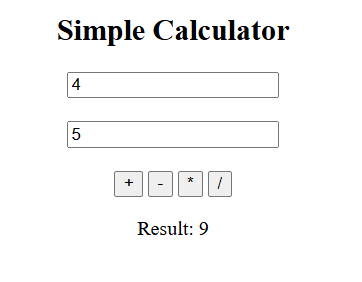 Simple Calculator
4
5
+ - * /
Result: 9